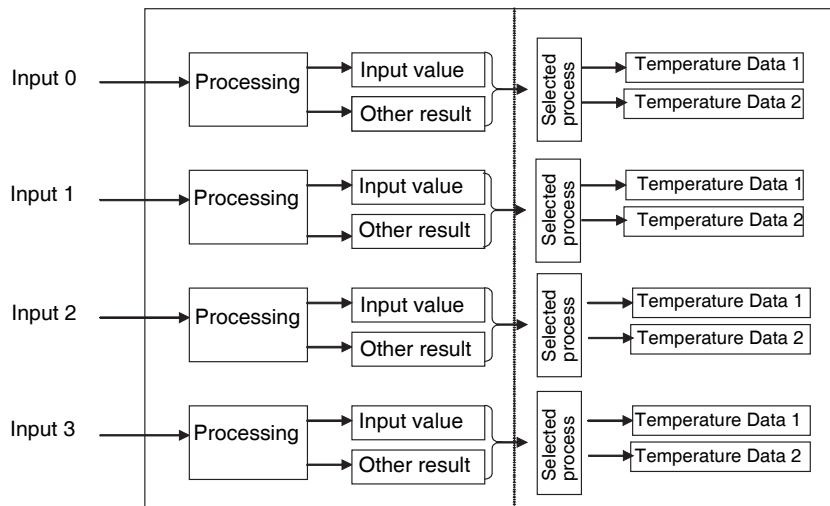 Input 0
Processing
Input value
Other result
Selected
process
Temperature Data 1
Temperature Data 2
Input 1
Processing
Input value
Other result
Selected
process
Temperature Data 1
Temperature Data 2
Input 2
Processing
Input value
Other result
Selected
process
Temperature Data 1
Temperature Data 2
Input 3
Processing
Input value
Other result
Selected
process
Temperature Data 1
Temperature Data 2